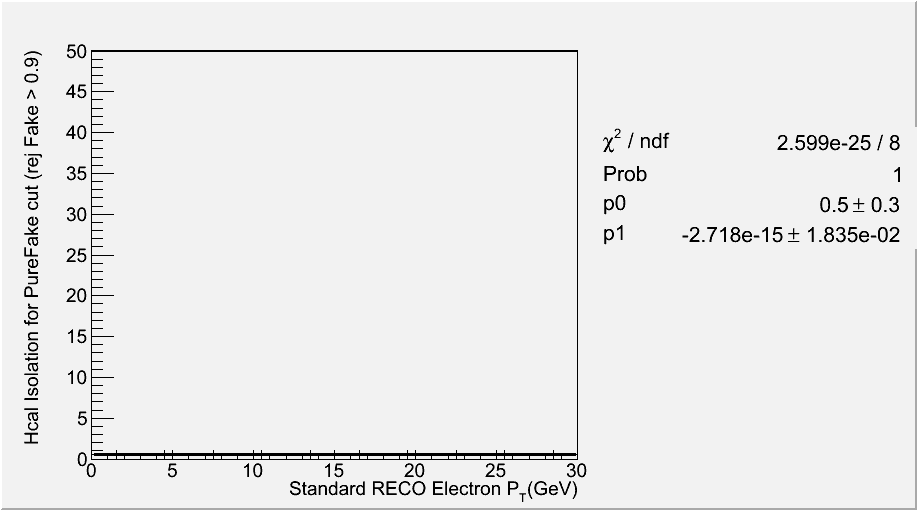 Hcal Isolation for PureFake cut (rej Fake > 0.9)
50
45
40
35
30
25
20
15
10
5
0
0 5 10 15 20 25 30
Standard RECO Electron P_T(GeV)
χ² / ndf 2.599e-25 / 8
Prob 1
p0 0.5 ± 0.3
p1 -2.718e-15 ± 1.835e-02